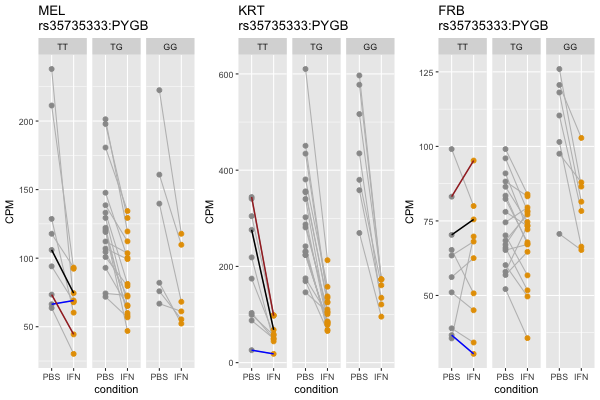 MEL
rs35735333:PYGB
TT TG GG
CPM
200
150
100
50
PBS IFN PBS IFN PBS IFN
condition
KRT
rs35735333:PYGB
TT TG GG
CPM
600
400
200
0
PBS IFN PBS IFN PBS IFN
condition
FRB
rs35735333:PYGB
TT TG GG
CPM
125
100
75
50
PBS IFN PBS IFN PBS IFN
condition